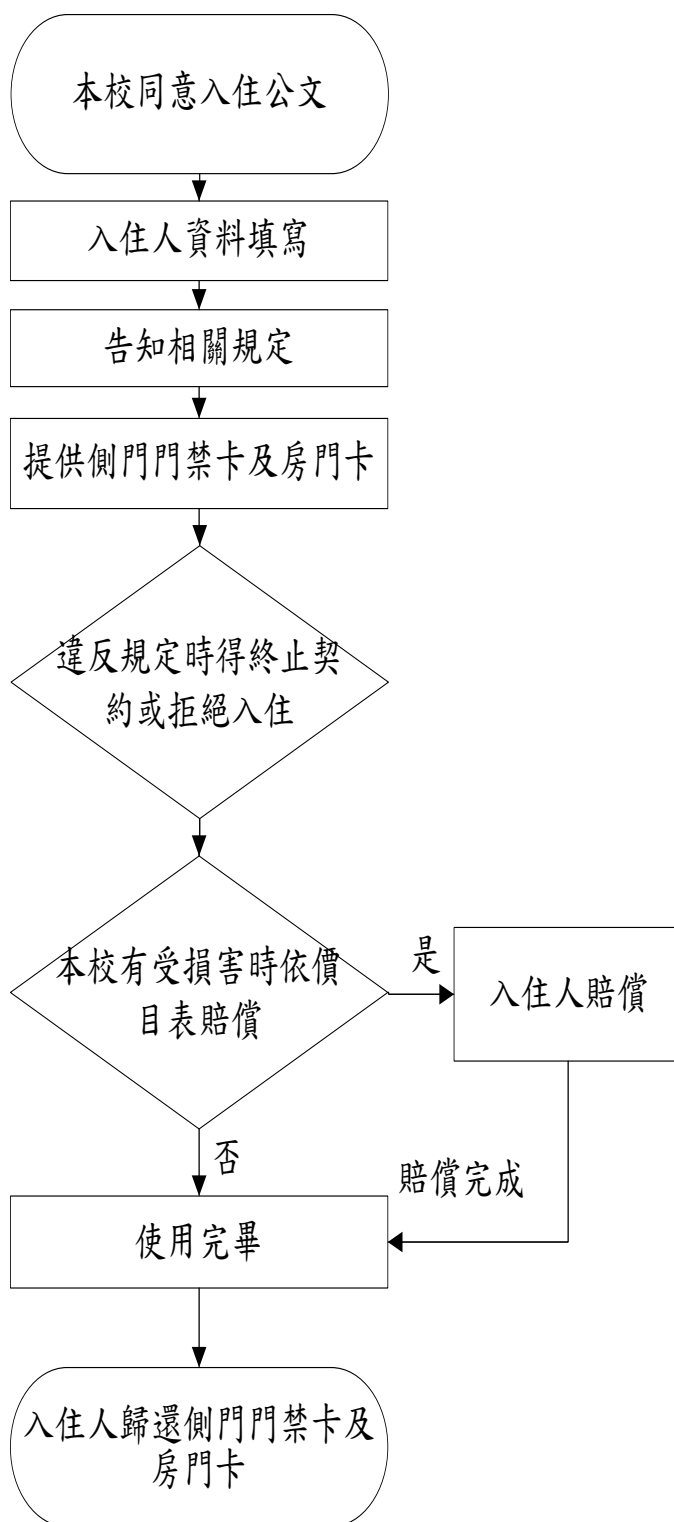 本校同意入住公文
入住人資料填寫
告知相關規定
提供側門門禁卡及房門卡
違反規定時得終止契
約或拒絕入住
本校有受損害時依價
目表賠償
是
入住人賠償
否
賠償完成
使用完畢
入住人歸還側門門禁卡及
房門卡